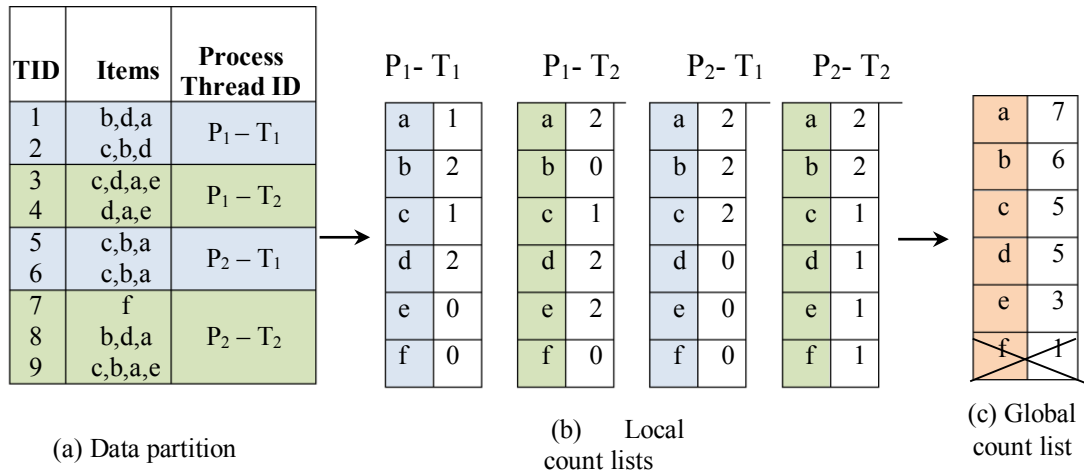 TID Items Process Thread ID
1 b,d,a P1 – T1
2 c,b,d
3 c,d,a,e P1 – T2
4 d,a,e
5 c,b,a P2 – T1
6 c,b,a
7 f
8 b,d,a P2 – T2
9 c,b,a,e
(a) Data partition
P1- T1 P1- T2 P2- T1 P2- T2
a 1 a 2 a 2 a 2
b 2 b 0 b 2 b 2
c 1 c 1 c 2 c 1
d 2 d 2 d 0 d 1
e 0 e 2 e 0 e 1
f 0 f 0 f 0 f 1
(b) Local
count lists
a 7
b 6
c 5
d 5
e 3
f 1
(c) Global
count list